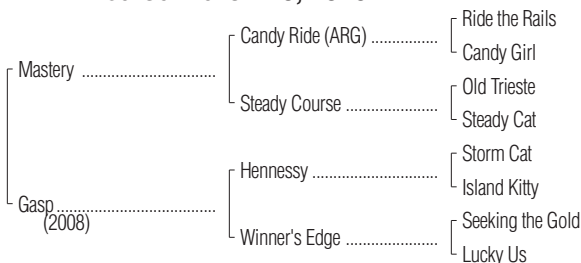 Ride the Rails
Candy Ride (ARG) ................
Candy Girl
Mastery ................................
Old Trieste
Steady Course ......................
Steady Cat
Storm Cat
Hennessy ..............................
Island Kitty
Gasp......................................
(2008)
Seeking the Gold
Winner's Edge ......................
Lucky Us